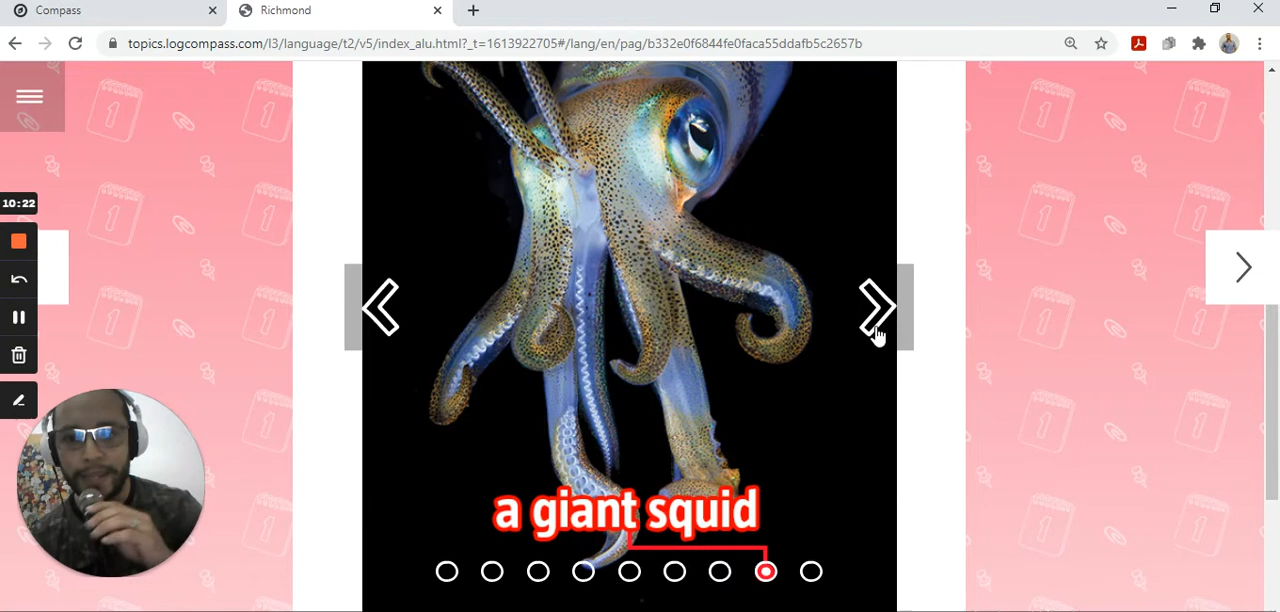 Compass
Richmond
topics.logcompass.com/l3/language/t2/v5/index_alu.html?_t=1613922705#/lang/en/pag/b332e0f6844fe0faca55ddafb5c2657b
10:22
a giant squid